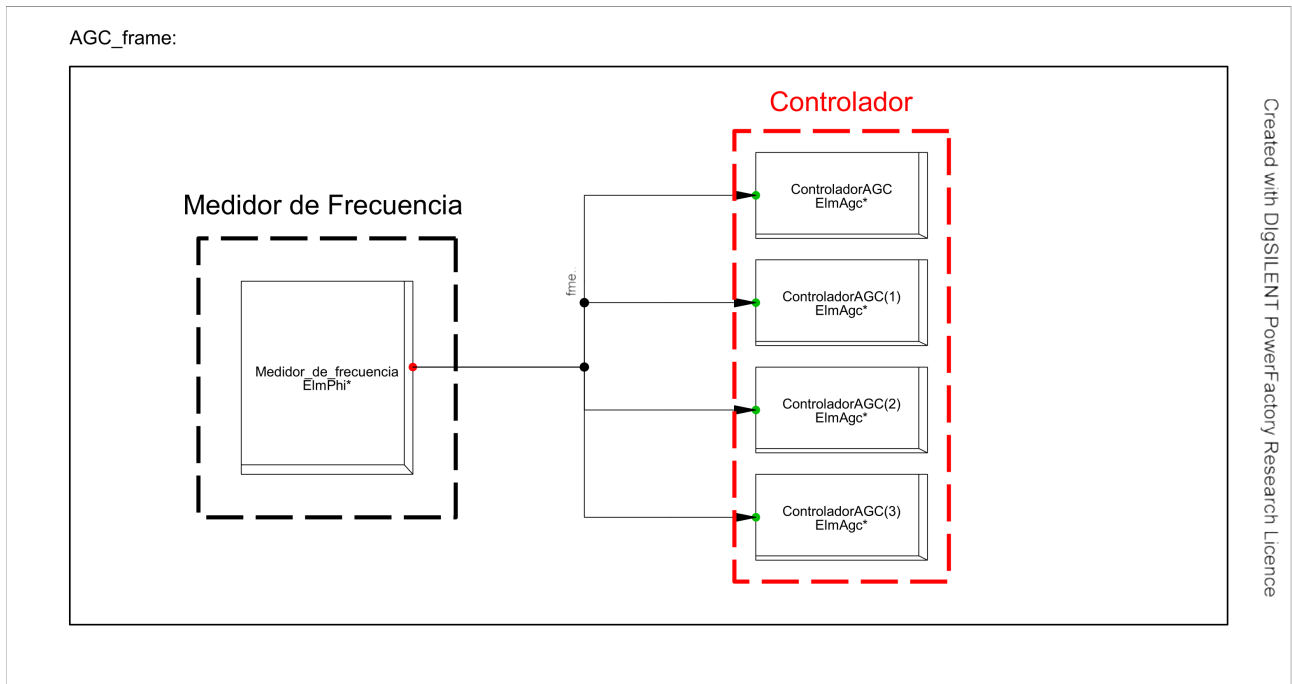 AGC_frame:
Controlador
ControladorAGC
ElmAgc*
Medidor de Frecuencia
fme..
ControladorAGC(1)
ElmAgc*
Medidor_de_frecuencia
ElmPhi*
ControladorAGC(2)
ElmAgc*
ControladorAGC(3)
ElmAgc*
Created with DIgSILENT PowerFactory Research Licence